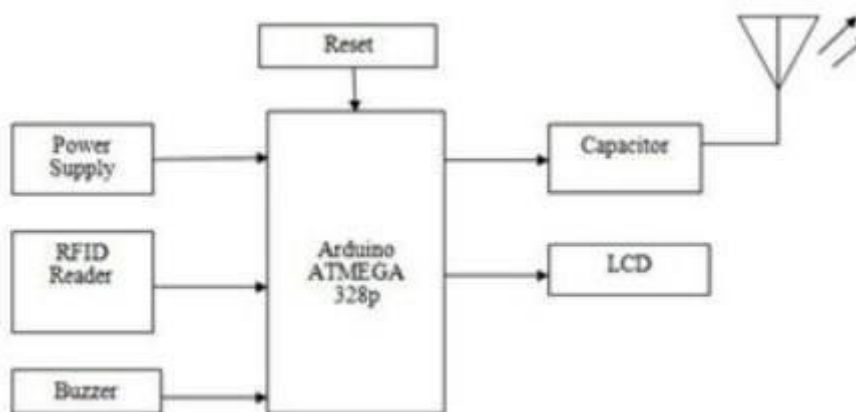 Reset
Power
Supply
Capacitor
RFID
Reader
Arduino
ATMEGA
328p
LCD
Buzzer